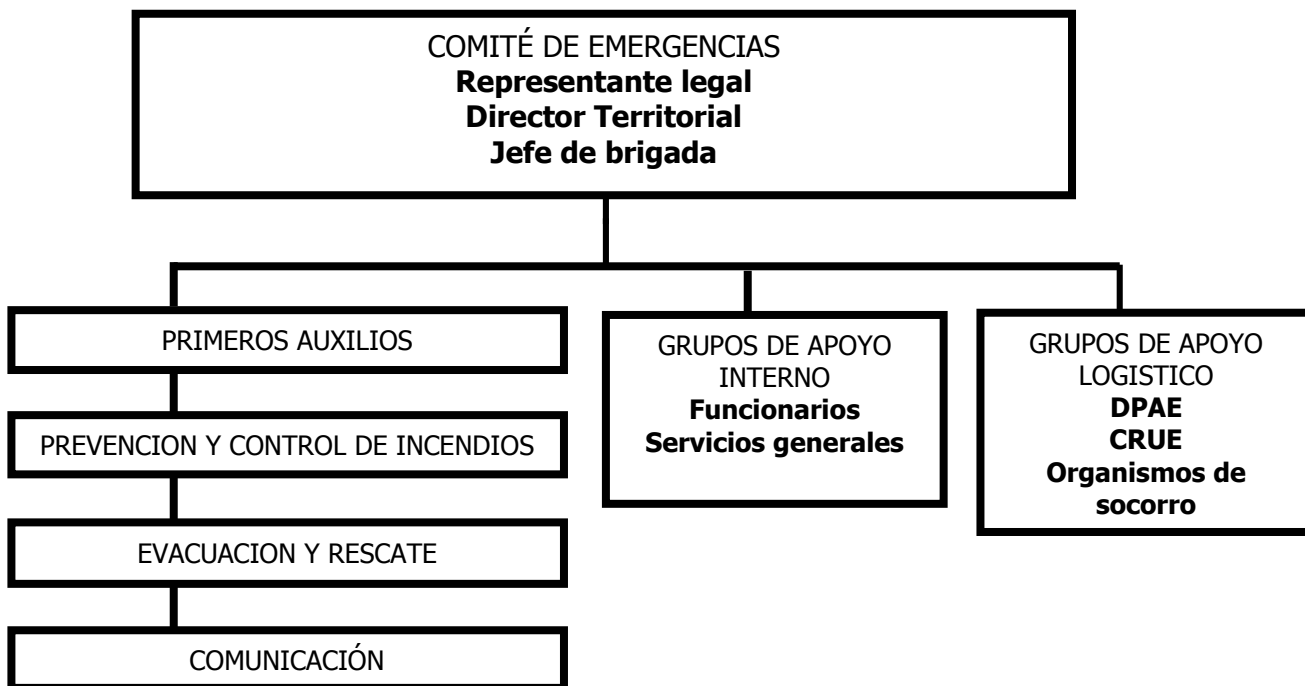 COMITÉ DE EMERGENCIAS
Representante legal
Director Territorial
Jefe de brigada
PRIMEROS AUXILIOS
PREVENCION Y CONTROL DE INCENDIOS
EVACUACION Y RESCATE
COMUNICACIÓN
GRUPOS DE APOYO
INTERNO
Funcionarios
Servicios generales
GRUPOS DE APOYO
LOGISTICO
DPAE
CRUE
Organismos de
socorro